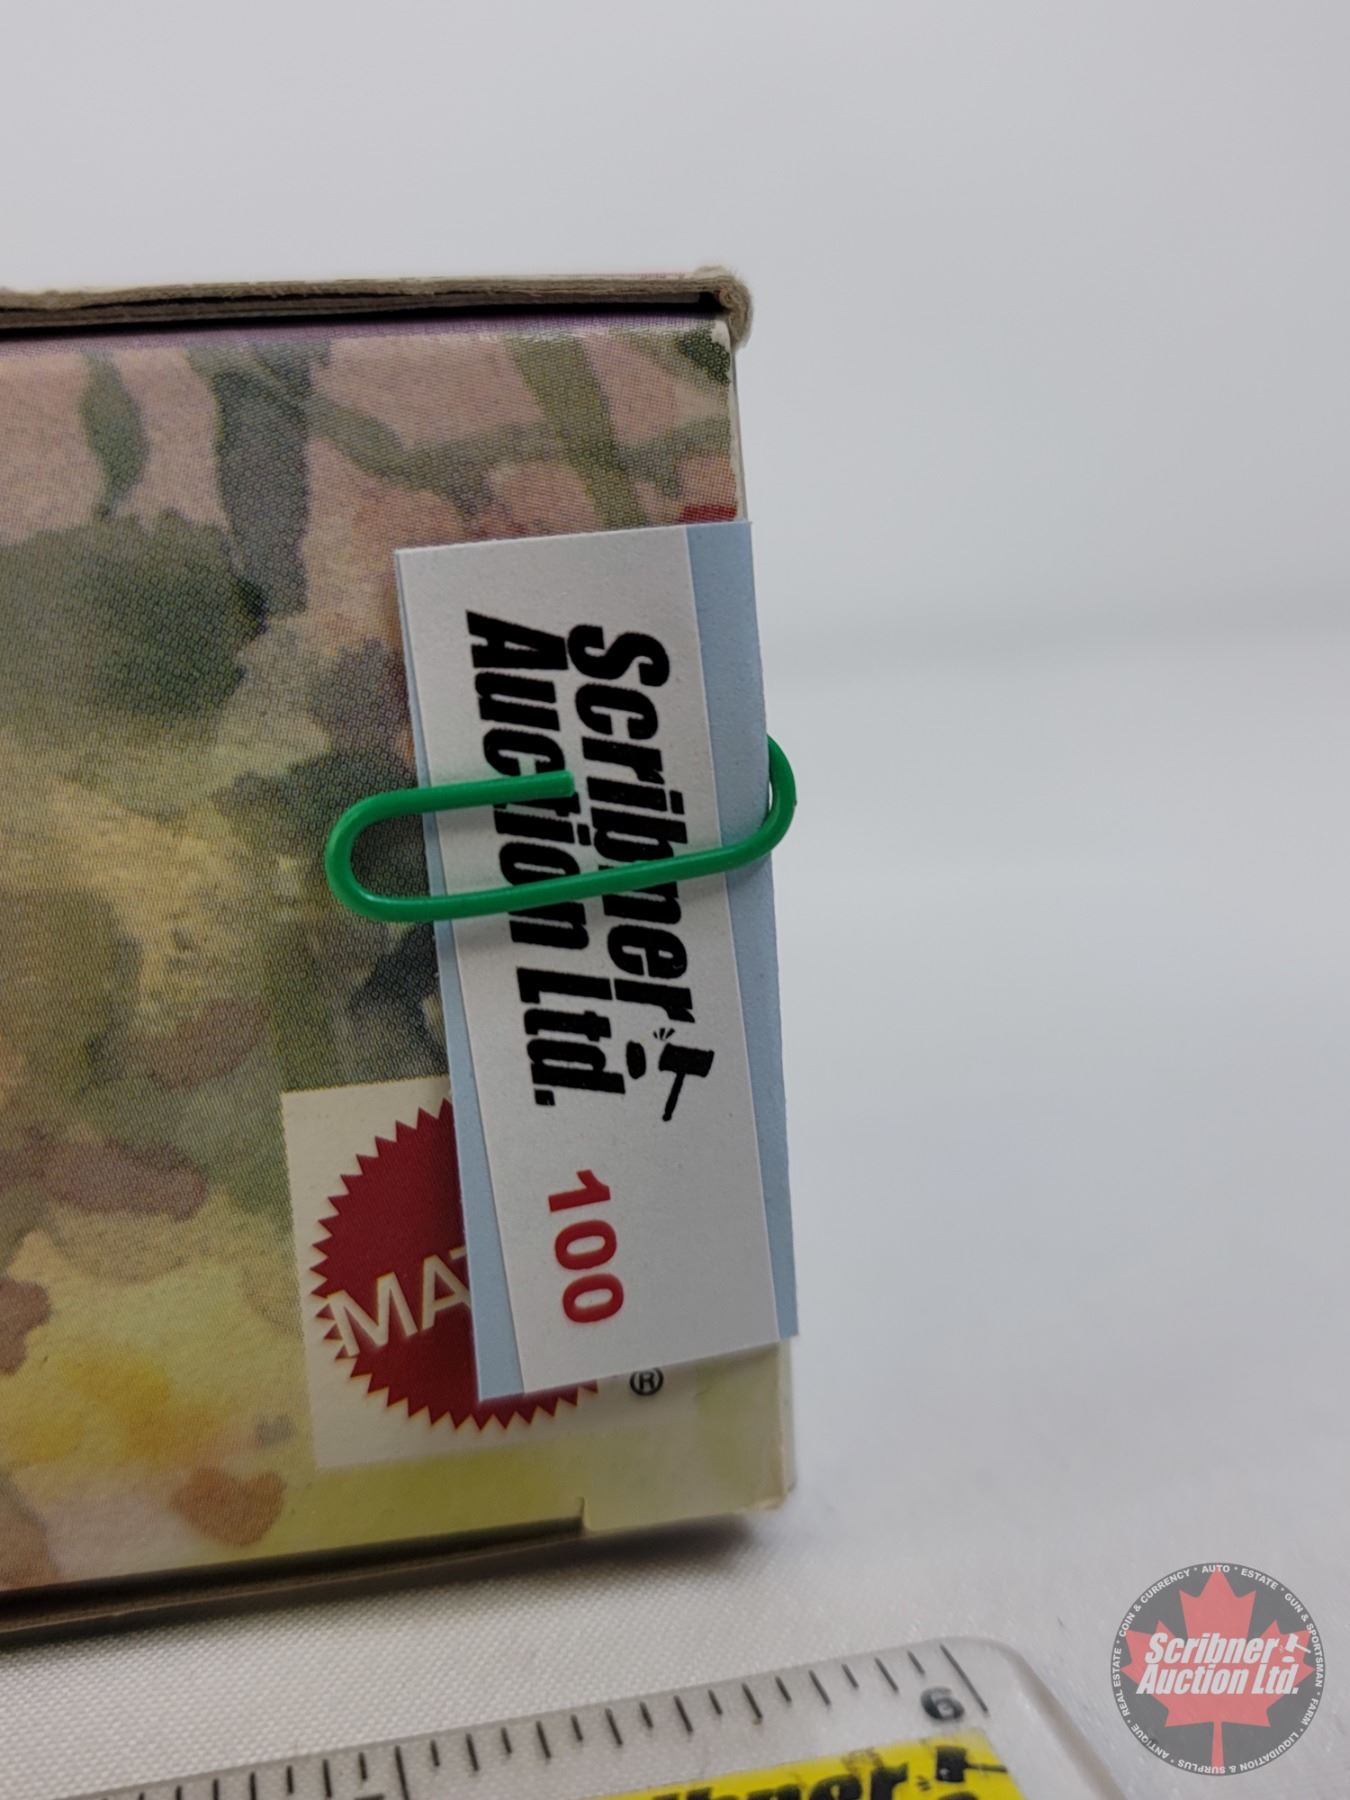 Scribner
Auction Ltd.
100
MAT
®
6
Scribner
Auction Ltd.
COIN & CURRENCY • AUTO • ESTATE • GUN & SPORTSMAN • FARM • LIQUIDATION & SURPLUS • ANTIQUE • REAL ESTATE •